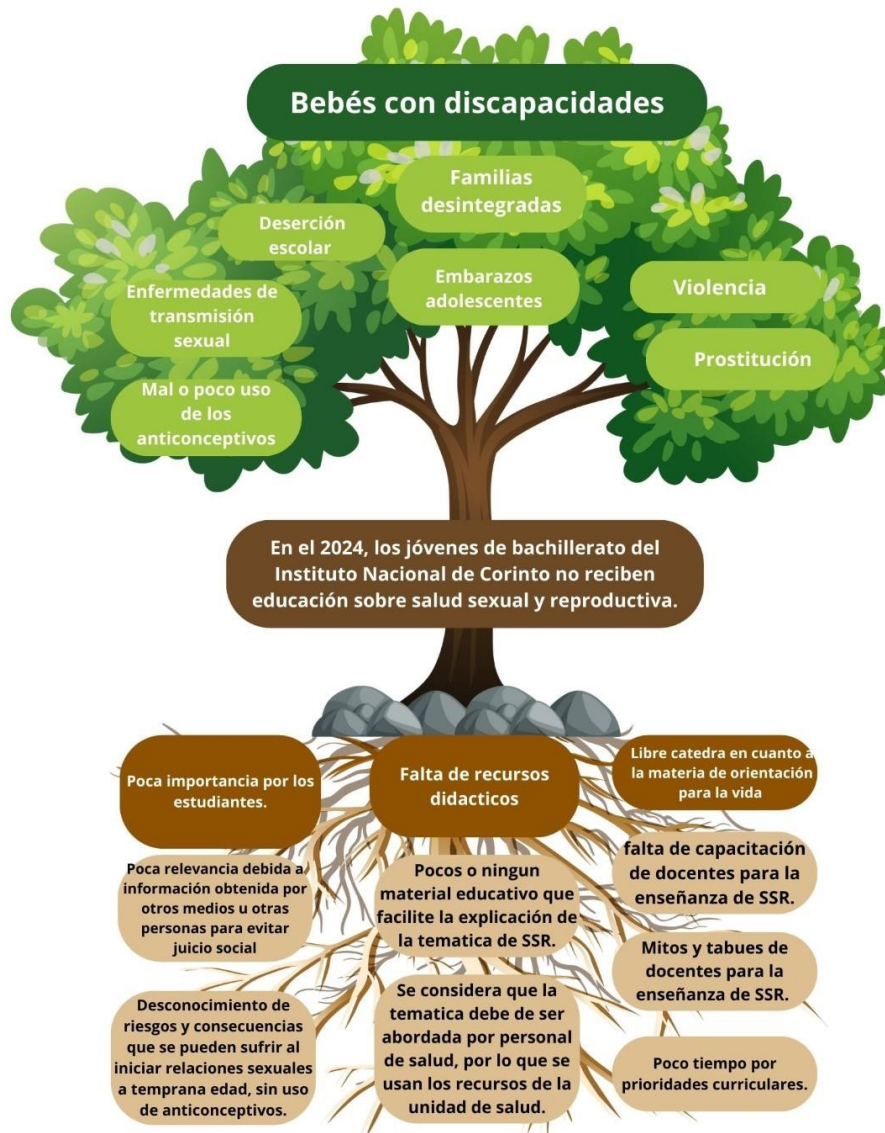 Bebés con discapacidades
Familias
desintegradas
Deserción
escolar
Embarazos
adolescentes
Enfermedades de
transmisión
sexual
Violencia
Prostitución
Mal o poco uso
de los
anticonceptivos
En el 2024, los jóvenes de bachillerato del
Instituto Nacional de Corinto no reciben
educación sobre salud sexual y reproductiva.
Poca importancia por los
estudiantes.
Falta de recursos
didacticos
Libre catedra en cuanto a
la materia de orientación
para la vida
Poca relevancia debida a
información obtenida por
otros medios u otras
personas para evitar
juicio social
Pocos o ningun
material educativo que
facilite la explicación de
la tematica de SSR.
falta de capacitación
de docentes para la
enseñanza de SSR.
Mitos y tabues de
docentes para la
enseñanza de SSR.
Desconocimiento de
riesgos y consecuencias
que se pueden sufrir al
iniciar relaciones sexuales
a temprana edad, sin uso
de anticonceptivos.
Se considera que la
tematica debe de ser
abordada por personal
de salud, por lo que se
usan los recursos de la
unidad de salud.
Poco tiempo por
prioridades curriculares.